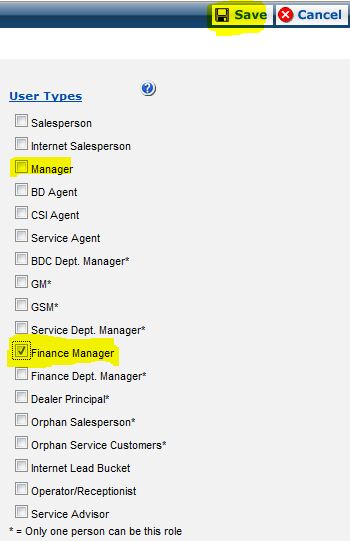 Save Cancel
User Types
Salesperson
Internet Salesperson
Manager
BD Agent
CSI Agent
Service Agent
BDC Dept. Manager*
GM*
GSM*
Service Dept. Manager*
Finance Manager
Finance Dept. Manager*
Dealer Principal*
Orphan Salesperson*
Orphan Service Customers*
Internet Lead Bucket
Operator/Receptionist
Service Advisor
* = Only one person can be this role